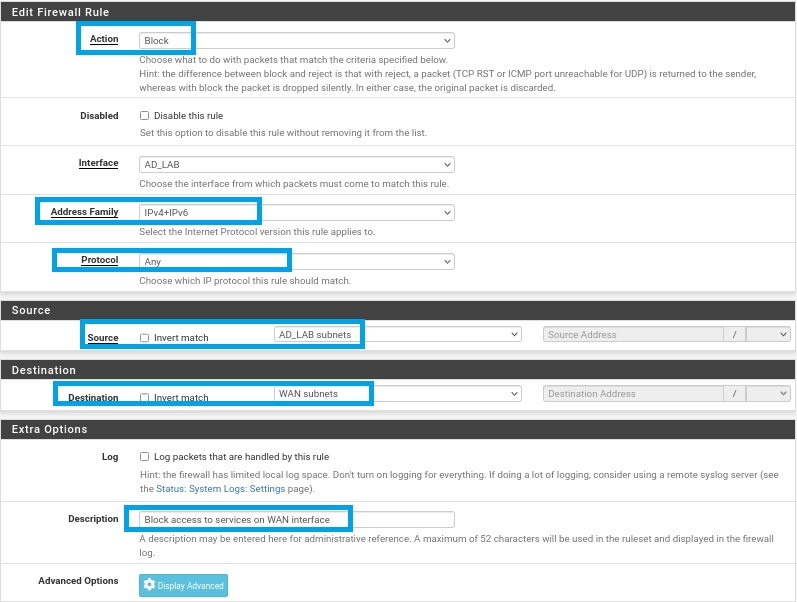 Edit Firewall Rule
Action
Block
Choose what to do with packets that match the criteria specified below.
Hint: the difference between block and reject is that with reject, a packet (TCP RST or ICMP port unreachable for UDP) is returned to the sender,
whereas with block the packet is dropped silently. In either case, the original packet is discarded.
Disabled
Disable this rule
Set this option to disable this rule without removing it from the list.
Interface
AD_LAB
Choose the interface from which packets must come to match this rule.
Address Family
IPv4+IPv6
Select the Internet Protocol version this rule applies to.
Protocol
Any
Choose which IP protocol this rule should match.
Source
Source
Invert match
AD_LAB subnets
Source Address
/
Destination
Destination
Invert match
WAN subnets
Destination Address
/
Extra Options
Log
Log packets that are handled by this rule
Hint: the firewall has limited local log space. Don't turn on logging for everything. If doing a lot of logging, consider using a remote syslog server (see
the Status: System Logs: Settings page).
Description
Block access to services on WAN interface
A description may be entered here for administrative reference. A maximum of 52 characters will be used in the ruleset and displayed in the firewall
log.
Advanced Options
Display Advanced